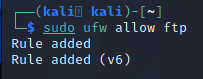 ┌──(kali㉿kali)-[~]
└─$ sudo ufw allow ftp
Rule added
Rule added (v6)